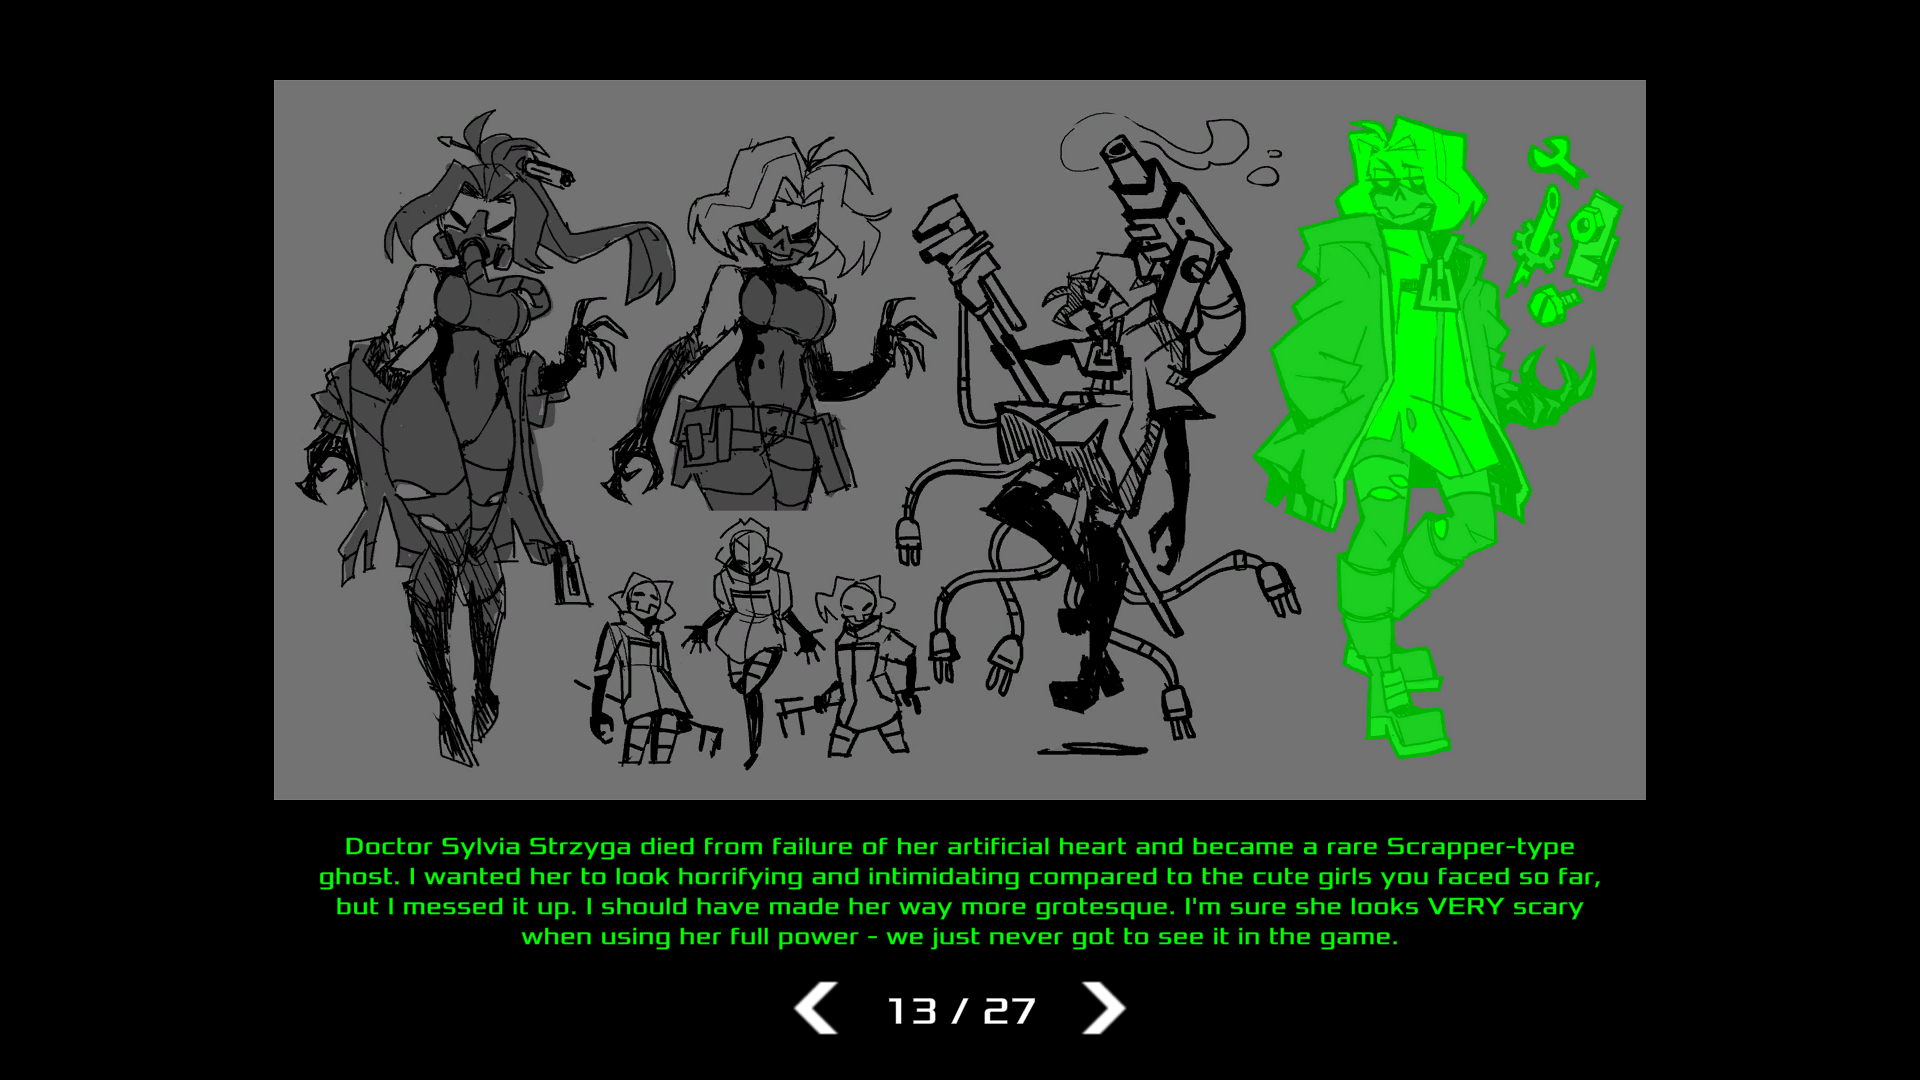 Doctor Sylvia Strzyga died from failure of her artificial heart and became a rare Scrapper-type
ghost. I wanted her to look horrifying and intimidating compared to the cute girls you faced so far,
but I messed it up. I should have made her way more grotesque. I'm sure she looks VERY scary
when using her full power - we just never got to see it in the game.
13 / 27